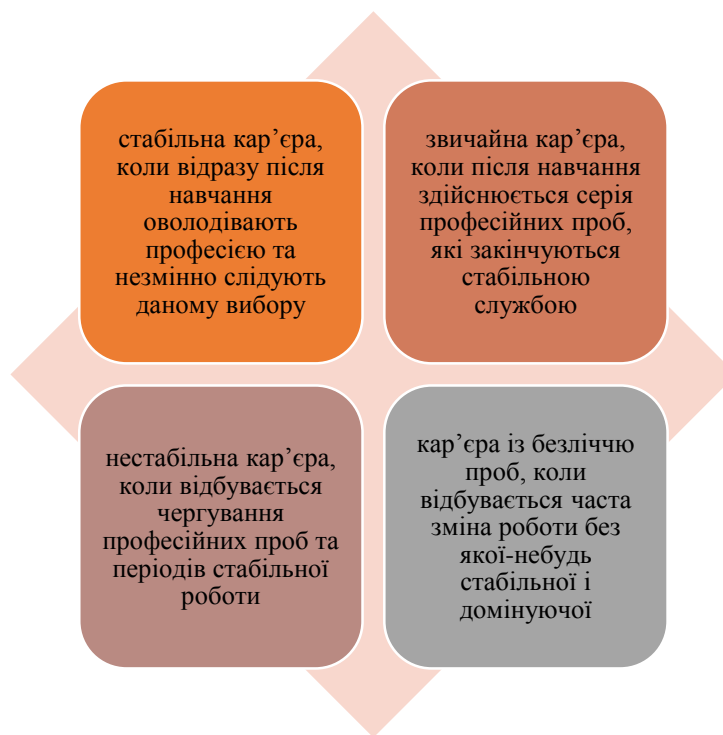 стабільна кар’єра,
коли відразу після
навчання
оволодівають
професією та
незмінно слідують
даному вибору
звичайна кар’єра,
коли після навчання
здійснюється серія
професійних проб,
які закінчуються
стабільною
службою
нестабільна кар’єра,
коли відбувається
чергування
професійних проб та
періодів стабільної
роботи
кар’єра із безліччю
проб, коли
відбувається часта
зміна роботи без
якої-небудь
стабільної і
домінуючої